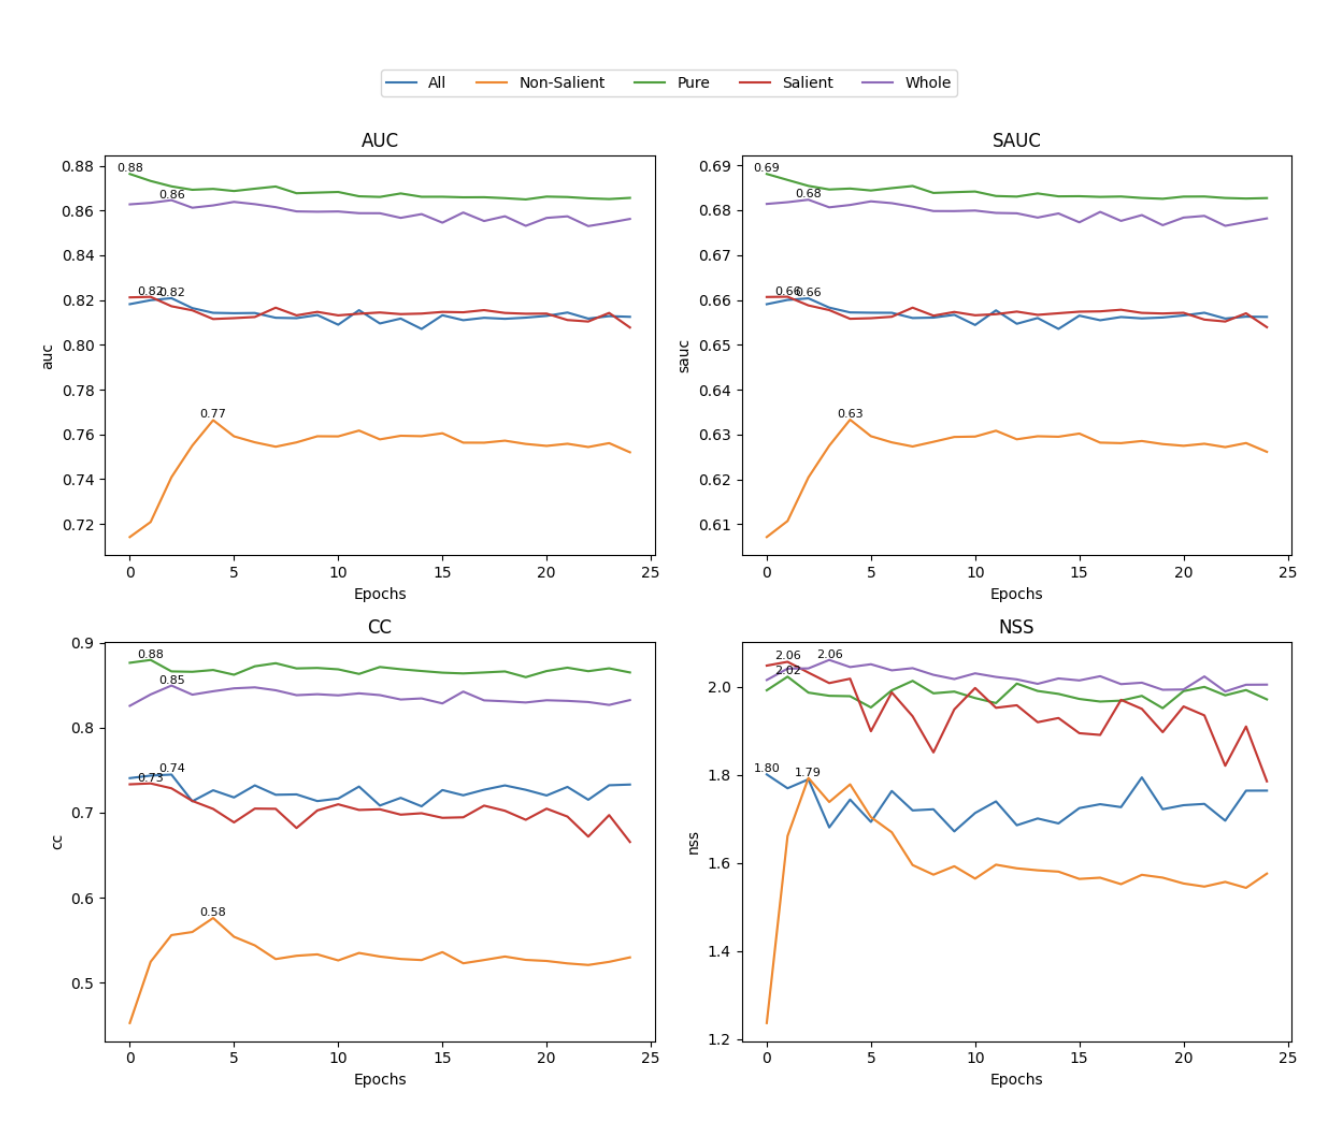 All Non-Salient Pure Salient Whole
AUC
0.88
0.86
0.84
0.82
0.80
0.78
0.76
0.74
0.72
auc
0.88
0.86
0.82
0.82
0.77
0 5 10 15 20 25
Epochs
SAUC
0.69
0.68
0.67
0.66
0.65
0.64
0.63
0.62
0.61
sauc
0.69
0.68
0.66
0.66
0.63
0 5 10 15 20 25
Epochs
CC
0.9
0.8
0.7
0.6
0.5
cc
0.88
0.85
0.74
0.73
0.58
0 5 10 15 20 25
Epochs
NSS
2.0
1.8
1.6
1.4
1.2
nss
2.06
2.06
2.02
1.80
1.79
0 5 10 15 20 25
Epochs